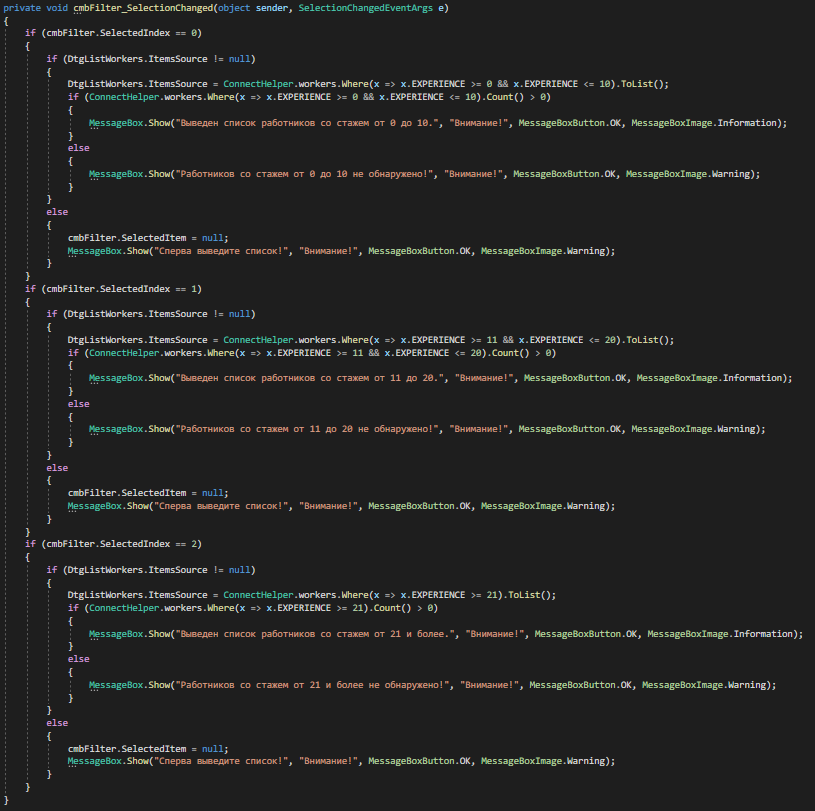 private void cmbFilter_SelectionChanged(object sender, SelectionChangedEventArgs e)
{
if (cmbFilter.SelectedIndex == 0)
{
if (DtgListWorkers.ItemsSource != null)
{
DtgListWorkers.ItemsSource = ConnectHelper.workers.Where(x => x.EXPERIENCE >= 0 && x.EXPERIENCE <= 10).ToList();
if (ConnectHelper.workers.Where(x => x.EXPERIENCE >= 0 && x.EXPERIENCE <= 10).Count() > 0)
{
MessageBox.Show("Выведен список работников со стажем от 0 до 10.", "Внимание!", MessageBoxButton.OK, MessageBoxImage.Information);
}
else
{
MessageBox.Show("Работников со стажем от 0 до 10 не обнаружено!", "Внимание!", MessageBoxButton.OK, MessageBoxImage.Warning);
}
}
else
{
cmbFilter.SelectedItem = null;
MessageBox.Show("Сперва выведите список!", "Внимание!", MessageBoxButton.OK, MessageBoxImage.Warning);
}
}
if (cmbFilter.SelectedIndex == 1)
{
if (DtgListWorkers.ItemsSource != null)
{
DtgListWorkers.ItemsSource = ConnectHelper.workers.Where(x => x.EXPERIENCE >= 11 && x.EXPERIENCE <= 20).ToList();
if (ConnectHelper.workers.Where(x => x.EXPERIENCE >= 11 && x.EXPERIENCE <= 20).Count() > 0)
{
MessageBox.Show("Выведен список работников со стажем от 11 до 20.", "Внимание!", MessageBoxButton.OK, MessageBoxImage.Information);
}
else
{
MessageBox.Show("Работников со стажем от 11 до 20 не обнаружено!", "Внимание!", MessageBoxButton.OK, MessageBoxImage.Warning);
}
}
else
{
cmbFilter.SelectedItem = null;
MessageBox.Show("Сперва выведите список!", "Внимание!", MessageBoxButton.OK, MessageBoxImage.Warning);
}
}
if (cmbFilter.SelectedIndex == 2)
{
if (DtgListWorkers.ItemsSource != null)
{
DtgListWorkers.ItemsSource = ConnectHelper.workers.Where(x => x.EXPERIENCE >= 21).ToList();
if (ConnectHelper.workers.Where(x => x.EXPERIENCE >= 21).Count() > 0)
{
MessageBox.Show("Выведен список работников со стажем от 21 и более.", "Внимание!", MessageBoxButton.OK, MessageBoxImage.Information);
}
else
{
MessageBox.Show("Работников со стажем от 21 и более не обнаружено!", "Внимание!", MessageBoxButton.OK, MessageBoxImage.Warning);
}
}
else
{
cmbFilter.SelectedItem = null;
MessageBox.Show("Сперва выведите список!", "Внимание!", MessageBoxButton.OK, MessageBoxImage.Warning);
}
}
}